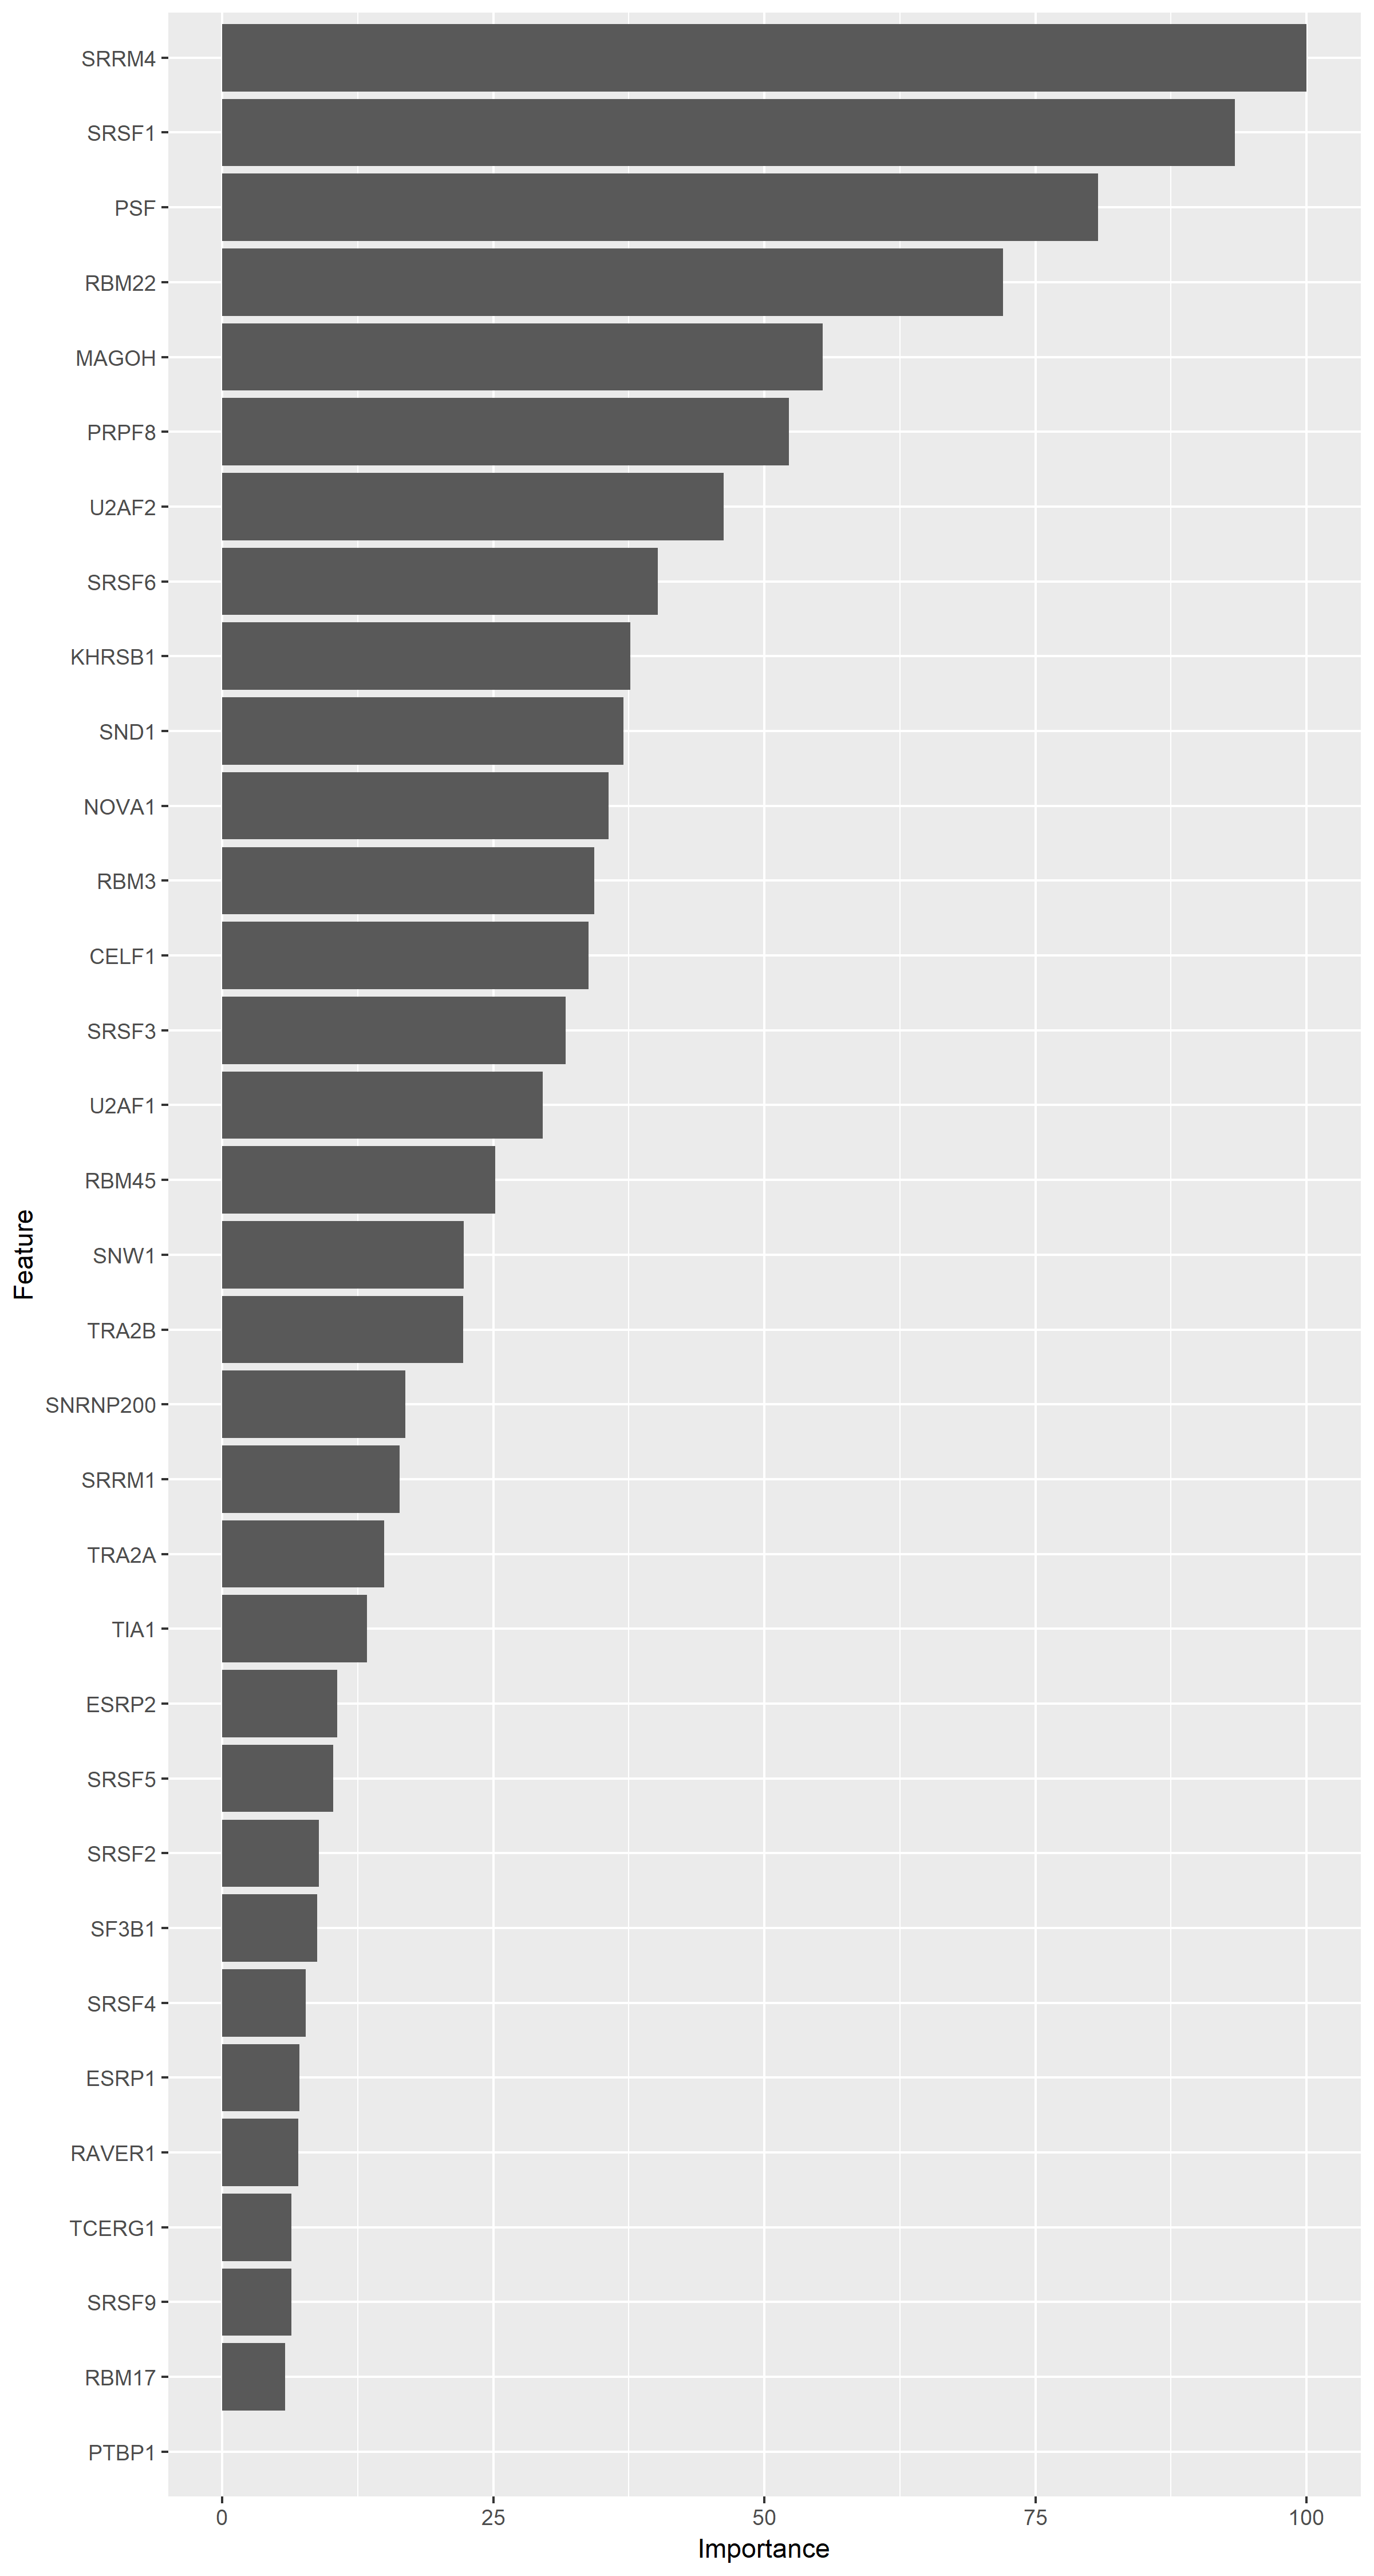 SRRM4
SRSF1
PSF
RBM22
MAGOH
PRPF8
U2AF2
SRSF6
KHRSB1
SND1
NOVA1
RBM3
CELF1
SRSF3
U2AF1
RBM45
SNW1
TRA2B
SNRNP200
SRRM1
TRA2A
TIA1
ESRP2
SRSF5
SRSF2
SF3B1
SRSF4
ESRP1
RAVER1
TCERG1
SRSF9
RBM17
PTBP1
Feature
0 25 50 75 100
Importance